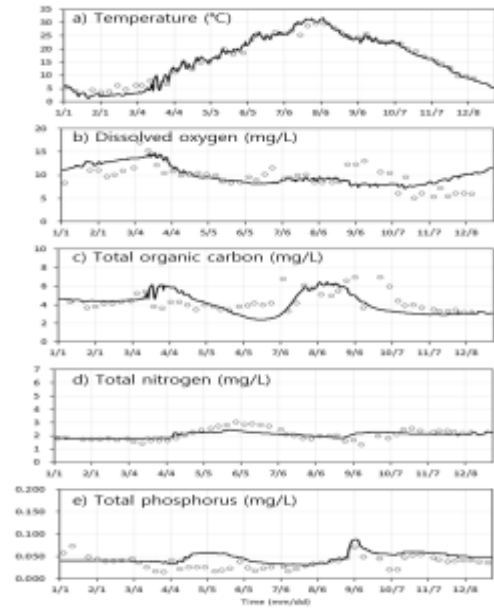 a) Temperature (℃)
35
30
25
20
15
10
5
0
1/1 2/1 3/4 4/4 5/5 6/5 7/6 8/6 9/6 10/7 11/7 12/8
b) Dissolved oxygen (mg/L)
20
15
10
5
0
1/1 2/1 3/4 4/4 5/5 6/5 7/6 8/6 9/6 10/7 11/7 12/8
c) Total organic carbon (mg/L)
10
8
6
4
2
0
1/1 2/1 3/4 4/4 5/5 6/5 7/6 8/6 9/6 10/7 11/7 12/8
d) Total nitrogen (mg/L)
7
6
5
4
3
2
1
0
1/1 2/1 3/4 4/4 5/5 6/5 7/6 8/6 9/6 10/7 11/7 12/8
e) Total phosphorus (mg/L)
0.200
0.150
0.100
0.050
0.000
1/1 2/1 3/4 4/4 5/5 6/5 7/6 8/6 9/6 10/7 11/7 12/8
Time (mm/dd)